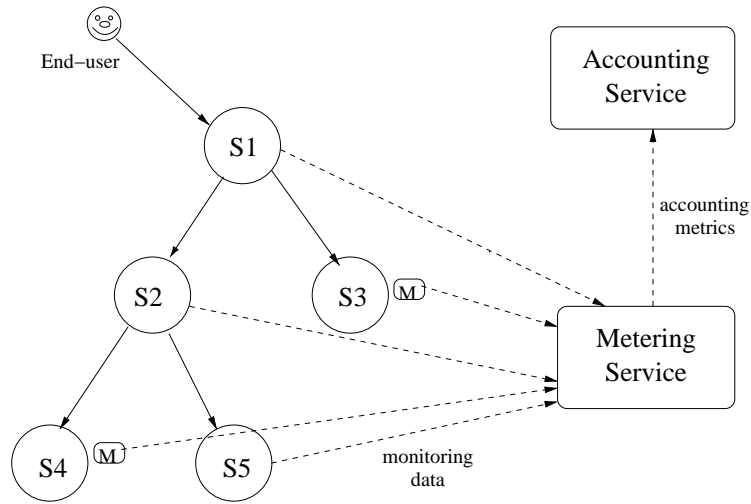 End−user
Accounting
Service
S1
accounting
metrics
S2
S3
M
Metering
Service
S4
M
S5
monitoring
data